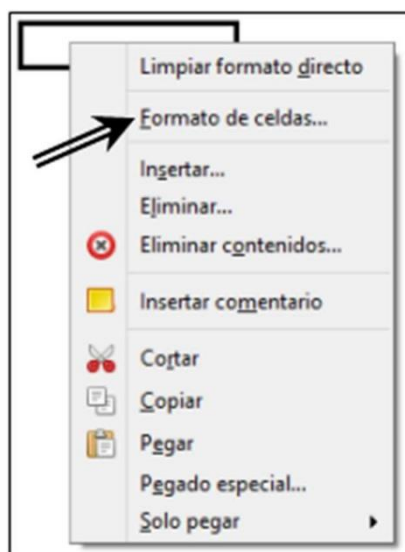 Limpiar formato directo
Formato de celdas...
Insertar...
Eliminar...
Eliminar contenidos...
Insertar comentario
Cortar
Copiar
Pegar
Pegado especial...
Solo pegar